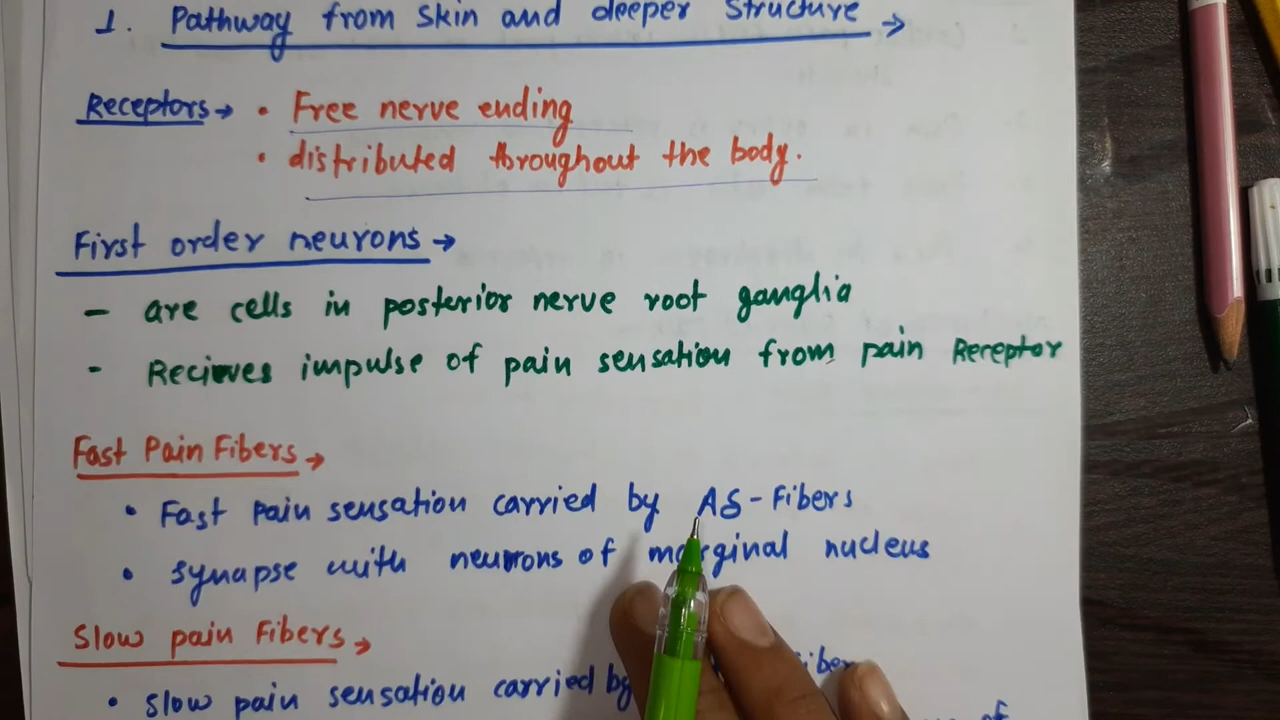 1. Pathway from skin and deeper structure →
Receptors → • Free nerve ending
• distributed throughout the body.
First order neurons →
– are cells in posterior nerve root ganglia
- Recieves impulse of pain sensation from pain Receptor
Fast Pain Fibers →
• Fast pain sensation carried by Aδ-Fibers
• synapse with neurons of marginal nucleus
Slow pain Fibers →
• slow pain sensation carried by
of